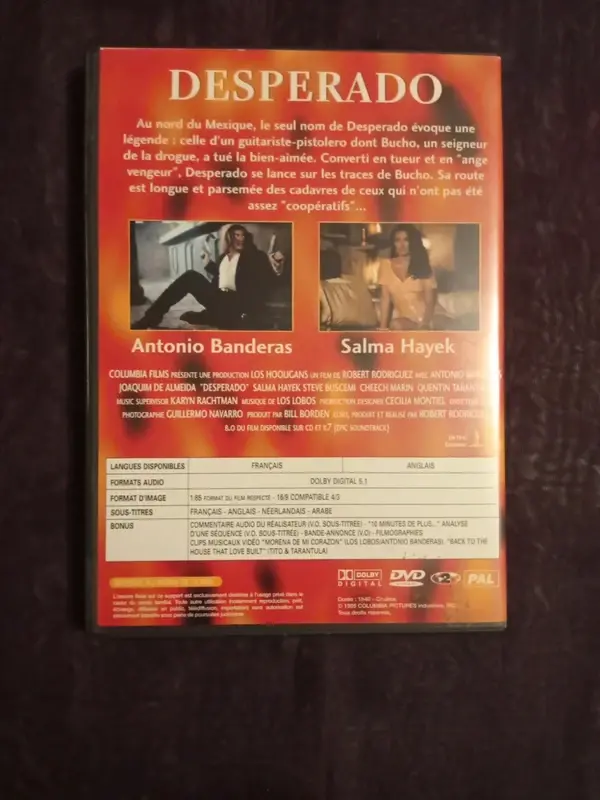 DESPERADO
Au nord du Mexique, le seul nom de Desperado évoque une
légende : celle d'un guitariste-pistolero dont Bucho, un seigneur
de la drogue, a tué la bien-aimée. Converti en tueur et en "ange
vengeur", Desperado se lance sur les traces de Bucho. Sa route
est longue et parsemée des cadavres de ceux qui n'ont pas été
assez "coopératifs"...
Antonio Banderas
Salma Hayek
COLUMBIA FILMS PRÉSENTE UNE PRODUCTION LOS HOOLIGANS UN FILM DE ROBERT RODRIGUEZ AVEC ANTONIO
JOAQUIM DE ALMEIDA "DESPERADO" SALMA HAYEK STEVE BUSCEMI CHEECH MARIN QUENTIN
MUSIC SUPERVISOR KARYN RACHTMAN MUSIQUE DE LOS LOBOS PRODUCTION DESIGNER CECILIA MONTIEL
PHOTOGRAPHIE GUILLERMO NAVARRO PRODUIT PAR BILL BORDEN PRODUIT ET RÉALISÉ PAR ROBERT
B.O DU FILM DISPONIBLE SUR CD ET K7 (EPIC SOUNDTRACK)
LANGUES DISPONIBLES FRANÇAIS ANGLAIS
FORMATS AUDIO DOLBY DIGITAL 5.1
FORMAT D'IMAGE 1:85 FORMAT DU FILM RESPECTÉ - 16/9 COMPATIBLE 4/3
SOUS-TITRES FRANÇAIS - ANGLAIS - NÉERLANDAIS - ARABE
BONUS COMMENTAIRE AUDIO DU RÉALISATEUR (V.O. SOUS-TITRÉE) - "10 MINUTES DE PLUS..." ANALYSE
D'UNE SÉQUENCE (V.O. SOUS-TITRÉE) - BANDE-ANNONCE (V.O.) - FILMOGRAPHIES
CLIPS MUSICAUX VIDÉO "MORENA DE MI CORAZON" (LOS LOBOS/ANTONIO BANDERAS), "BACK TO THE
HOUSE THAT LOVE BUILT" (TITO & TARANTULA)
DOLBY
DIGITAL
DVD
VIDEO
2
PAL
Durée : 1h40 - Couleur.
© 1995 COLUMBIA PICTURES Industries,
Tous droits réservés.